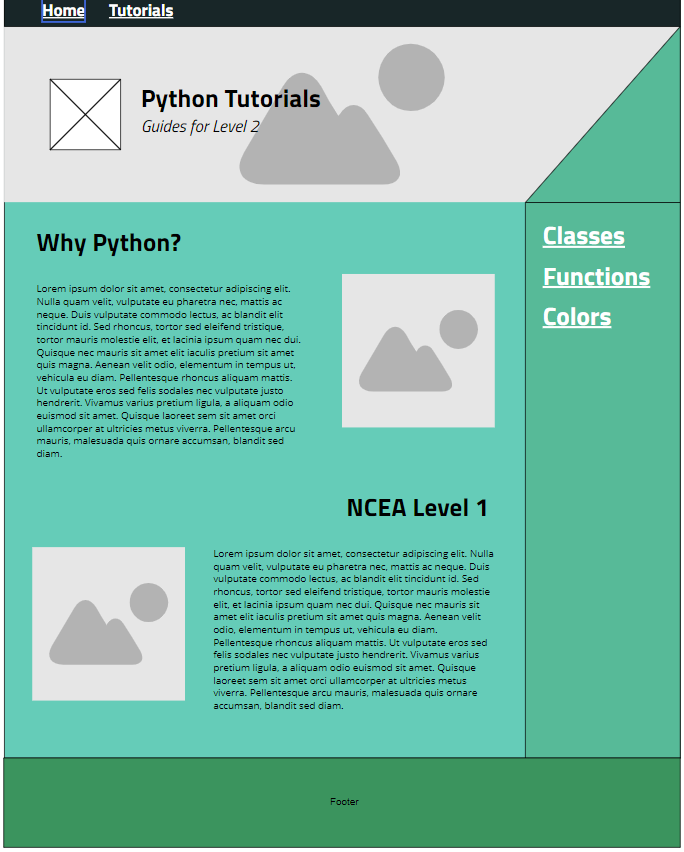 Home Tutorials
Python Tutorials
Guides for Level 2
Why Python?
Lorem ipsum dolor sit amet, consectetur adipiscing elit.
Nulla quam velit, vulputate eu pharetra nec, mattis ac
neque. Duis vulputate commodo lectus, ac blandit elit
tincidunt id. Sed rhoncus, tortor sed eleifend tristique,
tortor mauris molestie elit, et lacinia ipsum quam nec dui.
Quisque nec mauris sit amet elit iaculis pretium sit amet
quis magna. Aenean velit odio, elementum in tempus ut,
vehicula eu diam. Pellentesque rhoncus aliquam mattis.
Ut vulputate eros sed felis sodales nec vulputate justo
hendrerit. Vivamus varius pretium ligula, a aliquam odio
euismod sit amet. Quisque laoreet sem sit amet orci
ullamcorper at ultricies metus viverra. Pellentesque arcu
mauris, malesuada quis ornare accumsan, blandit sed
diam.
NCEA Level 1
Lorem ipsum dolor sit amet, consectetur adipiscing elit. Nulla
quam velit, vulputate eu pharetra nec, mattis ac neque. Duis
vulputate commodo lectus, ac blandit elit tincidunt id. Sed
rhoncus, tortor sed eleifend tristique, tortor mauris molestie
elit, et lacinia ipsum quam nec dui. Quisque nec mauris sit
amet elit iaculis pretium sit amet quis magna. Aenean velit
odio, elementum in tempus ut, vehicula eu diam.
Pellentesque rhoncus aliquam mattis. Ut vulputate eros sed
felis sodales nec vulputate justo hendrerit. Vivamus varius
pretium ligula, a aliquam odio euismod sit amet. Quisque
laoreet sem sit amet orci ullamcorper at ultricies metus
viverra. Pellentesque arcu mauris, malesuada quis ornare
accumsan, blandit sed diam.
Classes
Functions
Colors
Footer